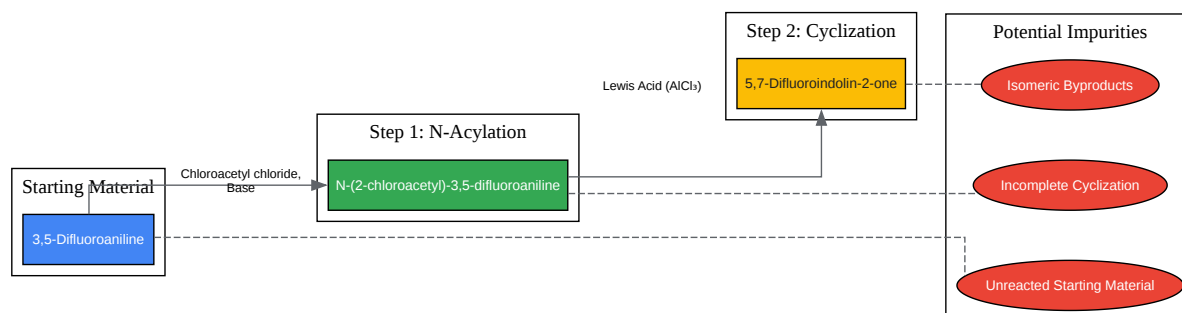 Step 2: Cyclization
Potential Impurities
5,7-Difluoroindolin-2-one
Lewis Acid (AlCl₃)
Isomeric Byproducts
Step 1: N-Acylation
Chloroacetyl chloride,
Base
N-(2-chloroacetyl)-3,5-difluoroaniline
Incomplete Cyclization
Starting Material
3,5-Difluoroaniline
Unreacted Starting Material